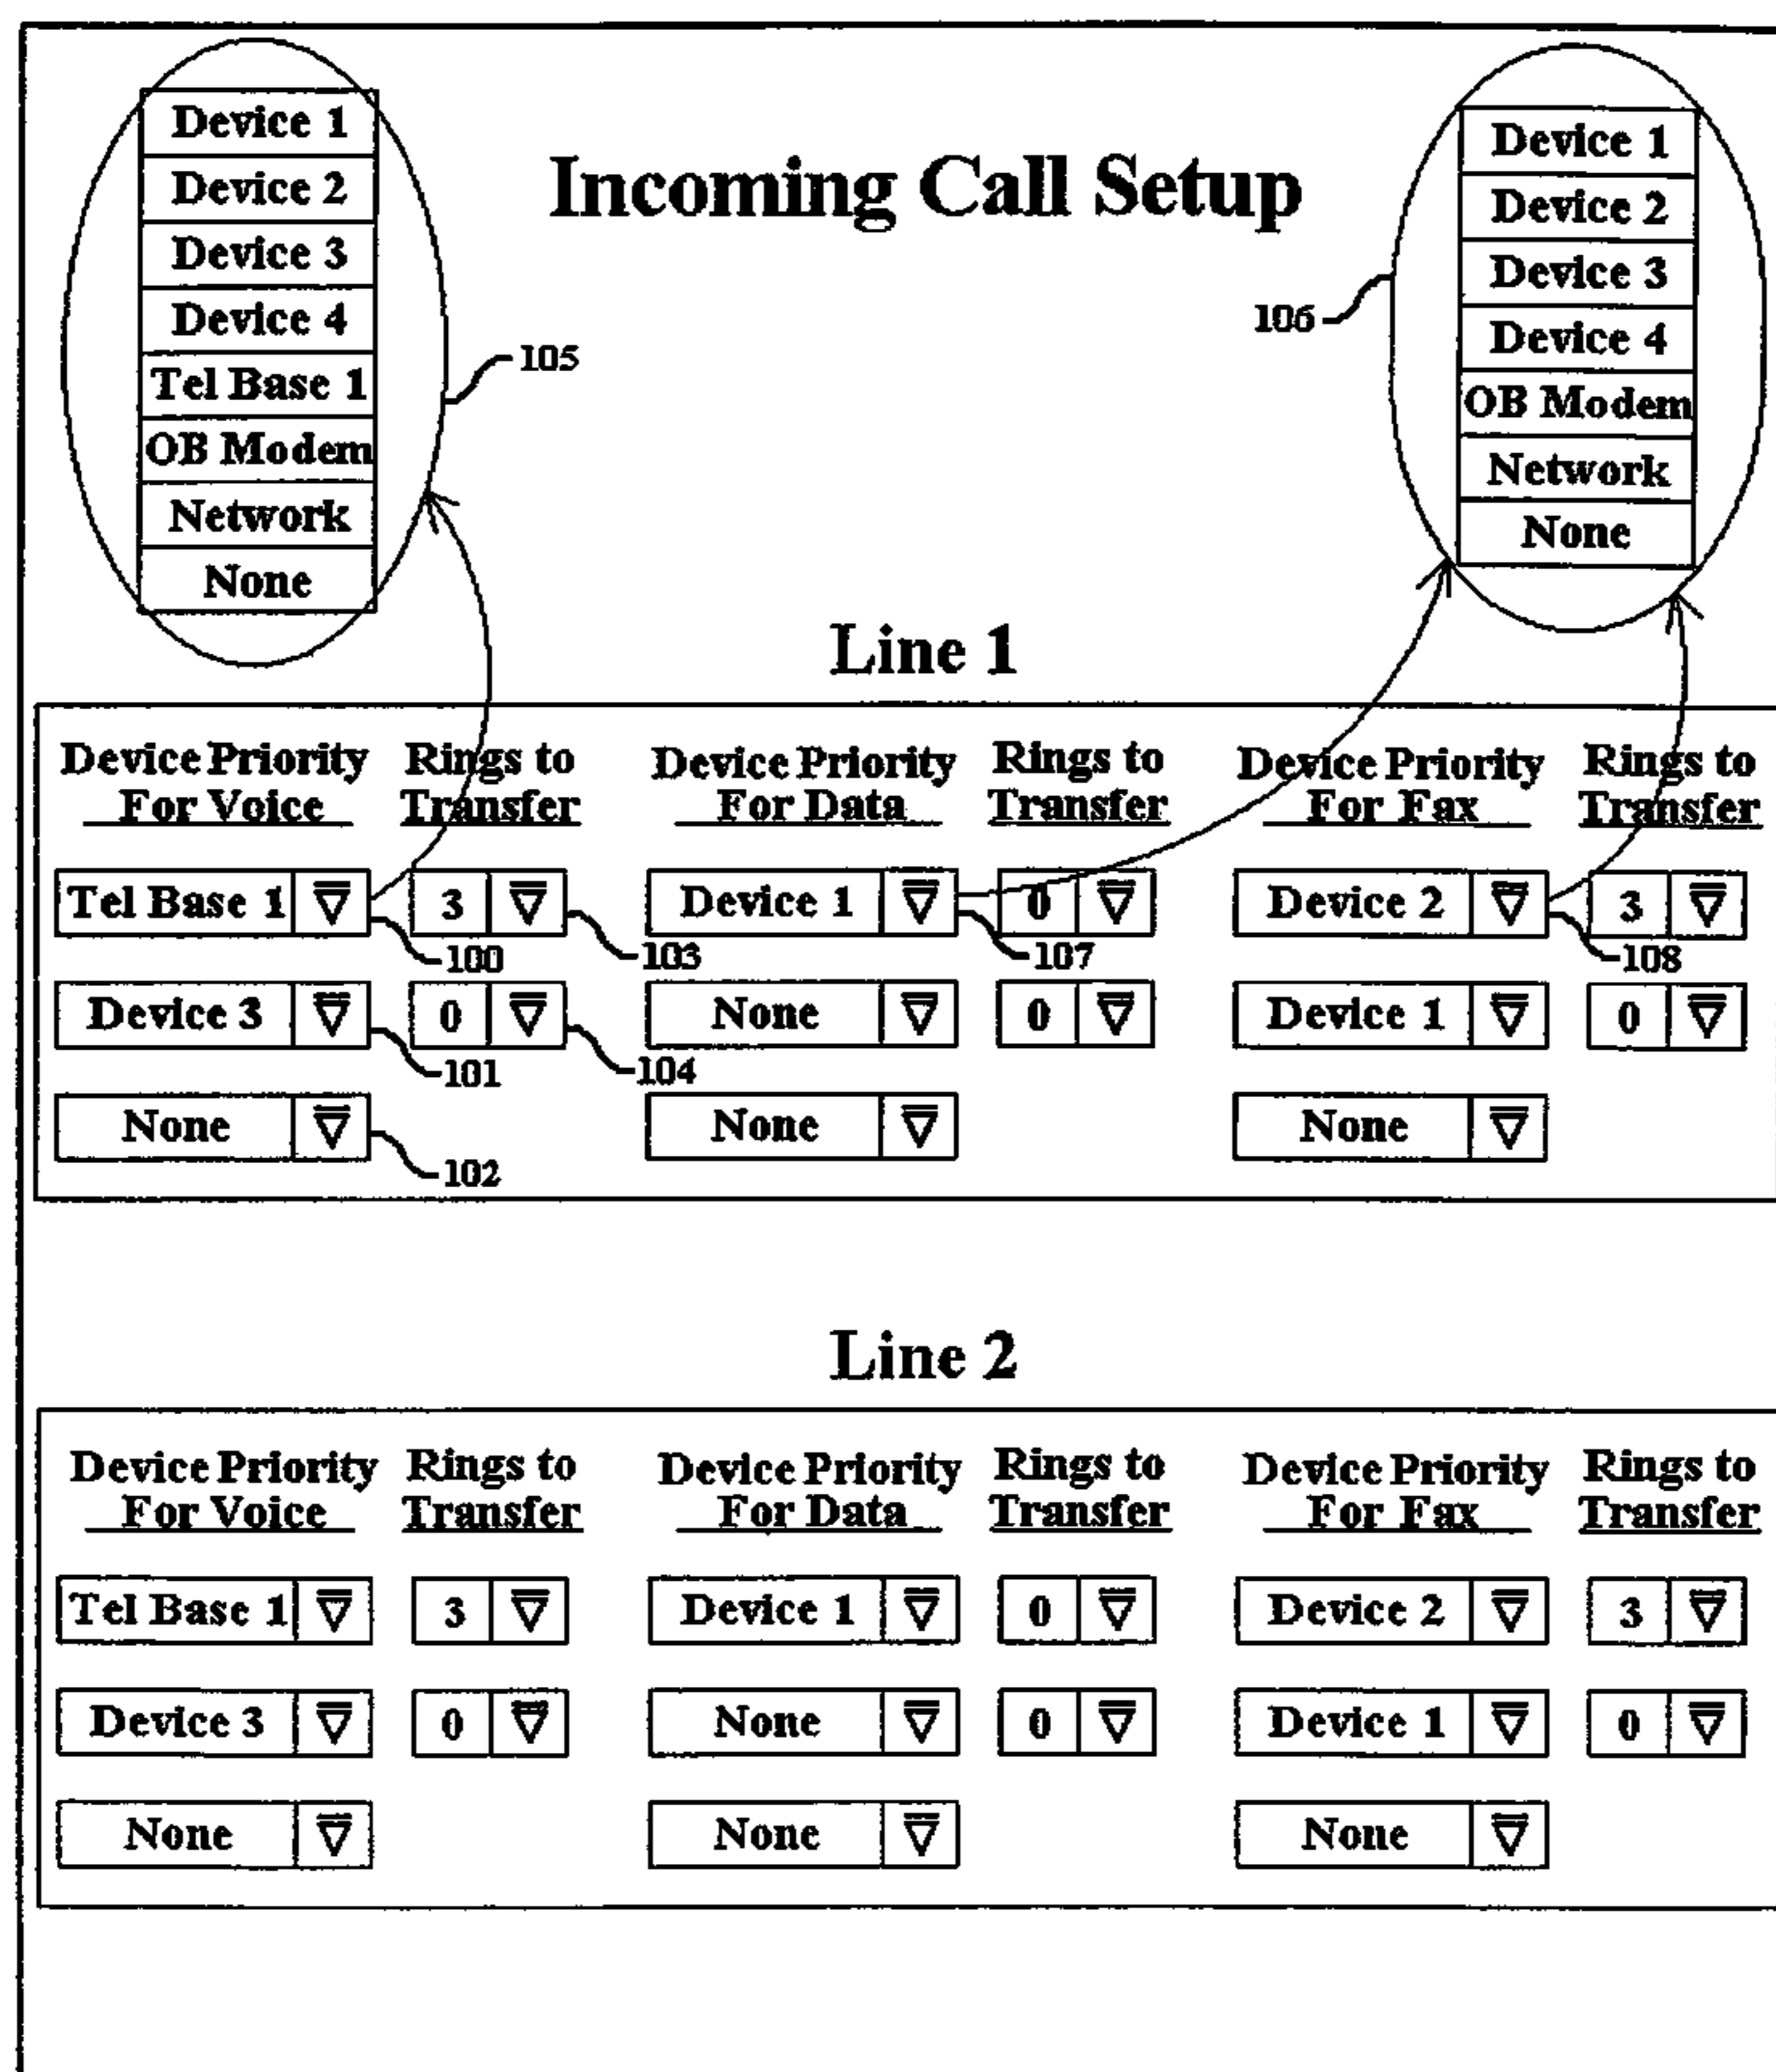 Incoming Call Setup
Device 1
Device 2
Device 3
Device 4
Tel Base 1
OB Modem
Network
None
105
Device 1
Device 2
Device 3
Device 4
OB Modem
Network
None
106
Line 1
Device Priority For Voice
Rings to Transfer
Device Priority For Data
Rings to Transfer
Device Priority For Fax
Rings to Transfer
Tel Base 1 3 Device 1 0 Device 2 3
100 103 107 108
Device 3 0 None 0 Device 1 0
101 104
None None None
102
Line 2
Device Priority For Voice
Rings to Transfer
Device Priority For Data
Rings to Transfer
Device Priority For Fax
Rings to Transfer
Tel Base 1 3 Device 1 0 Device 2 3
Device 3 0 None 0 Device 1 0
None None None